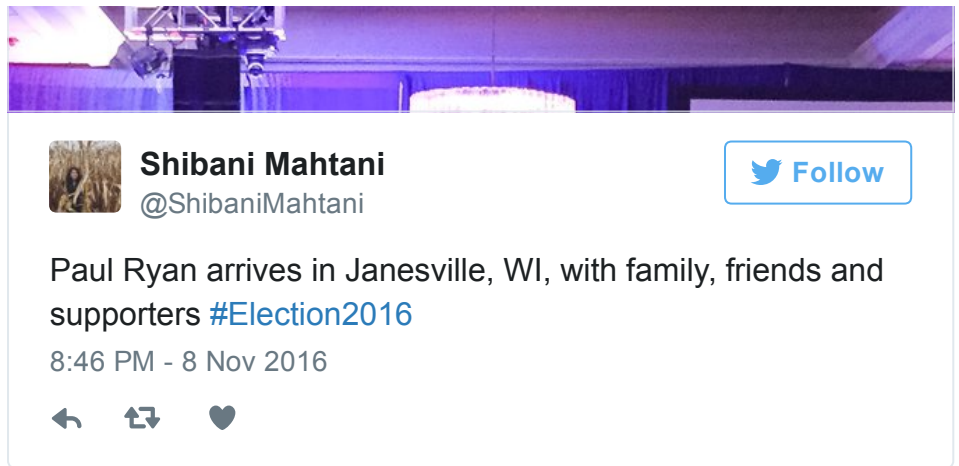 Shibani Mahtani
@ShibaniMahtani
Follow
Paul Ryan arrives in Janesville, WI, with family, friends and
supporters #Election2016
8:46 PM - 8 Nov 2016